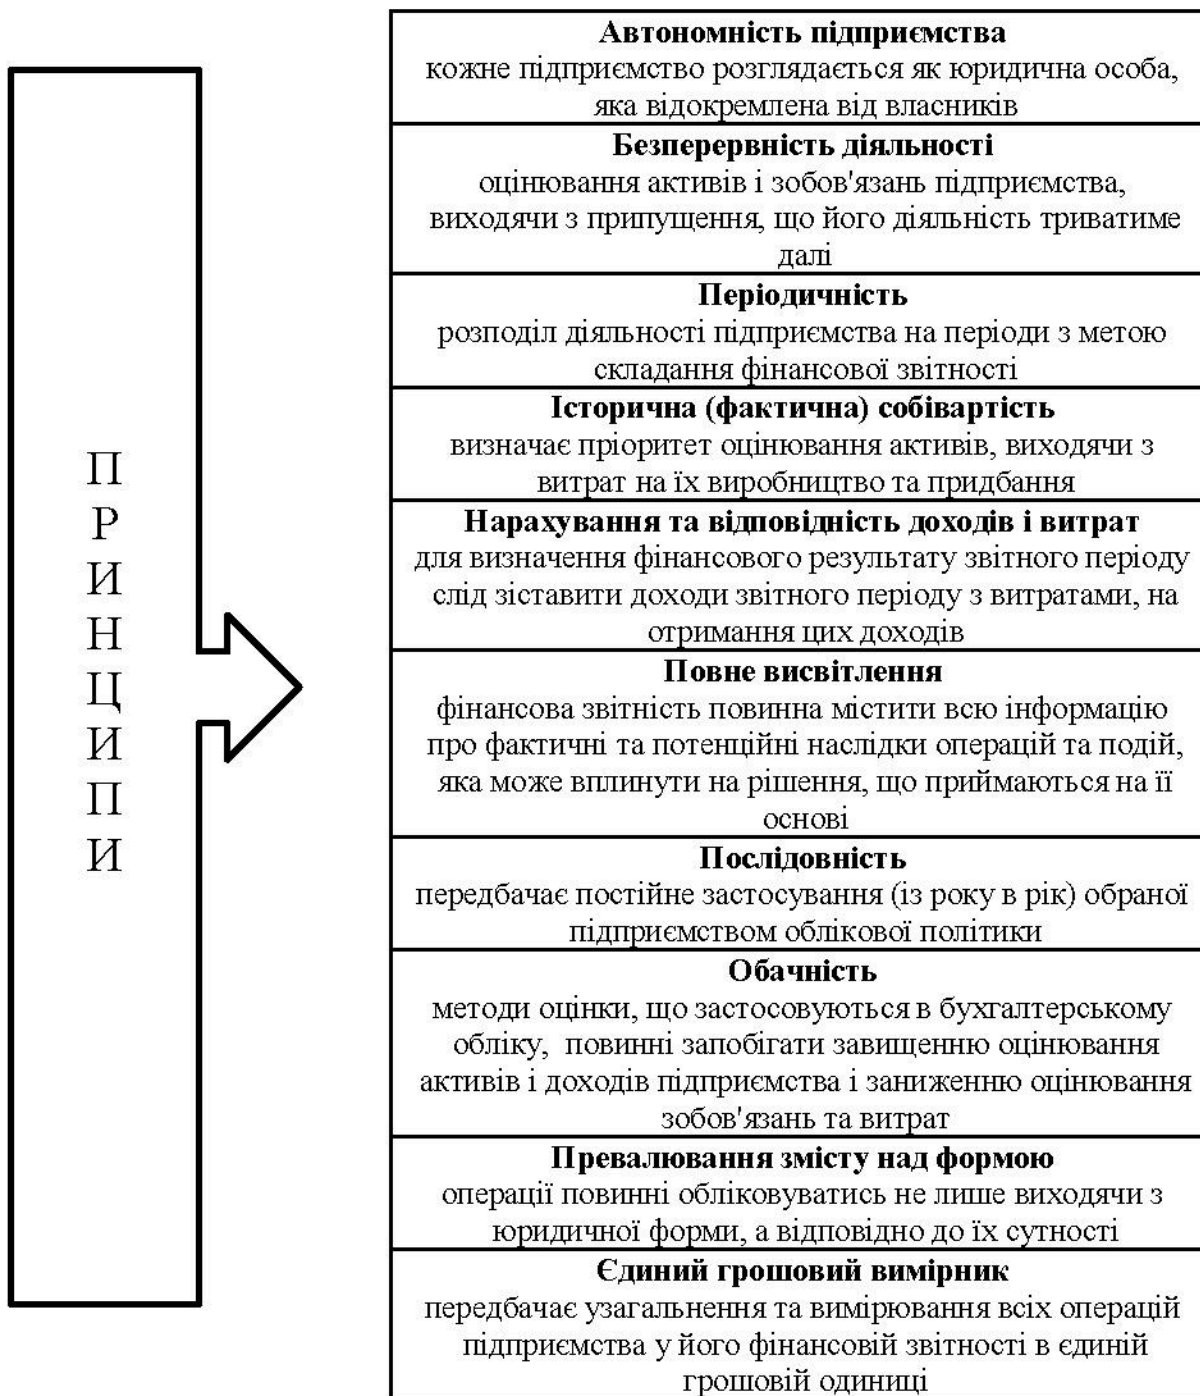 ПРИНЦИПИ
Автономність підприємства
кожне підприємство розглядається як юридична особа,
яка відокремлена від власників
Безперервність діяльності
оцінювання активів і зобов'язань підприємства,
виходячи з припущення, що його діяльність триватиме
далі
Періодичність
розподіл діяльності підприємства на періоди з метою
складання фінансової звітності
Історична (фактична) собівартість
визначає пріоритет оцінювання активів, виходячи з
витрат на їх виробництво та придбання
Нарахування та відповідність доходів і витрат
для визначення фінансового результату звітного періоду
слід зіставити доходи звітного періоду з витратами, на
отримання цих доходів
Повне висвітлення
фінансова звітність повинна містити всю інформацію
про фактичні та потенційні наслідки операцій та подій,
яка може вплинути на рішення, що приймаються на її
основі
Послідовність
передбачає постійне застосування (із року в рік) обраної
підприємством облікової політики
Обачність
методи оцінки, що застосовуються в бухгалтерському
обліку, повинні запобігати завищенню оцінювання
активів і доходів підприємства і заниженню оцінювання
зобов'язань та витрат
Превалювання змісту над формою
операції повинні обліковуватись не лише виходячи з
юридичної форми, а відповідно до їх сутності
Єдиний грошовий вимірник
передбачає узагальнення та вимірювання всіх операцій
підприємства у його фінансовій звітності в єдиній
грошовій одиниці